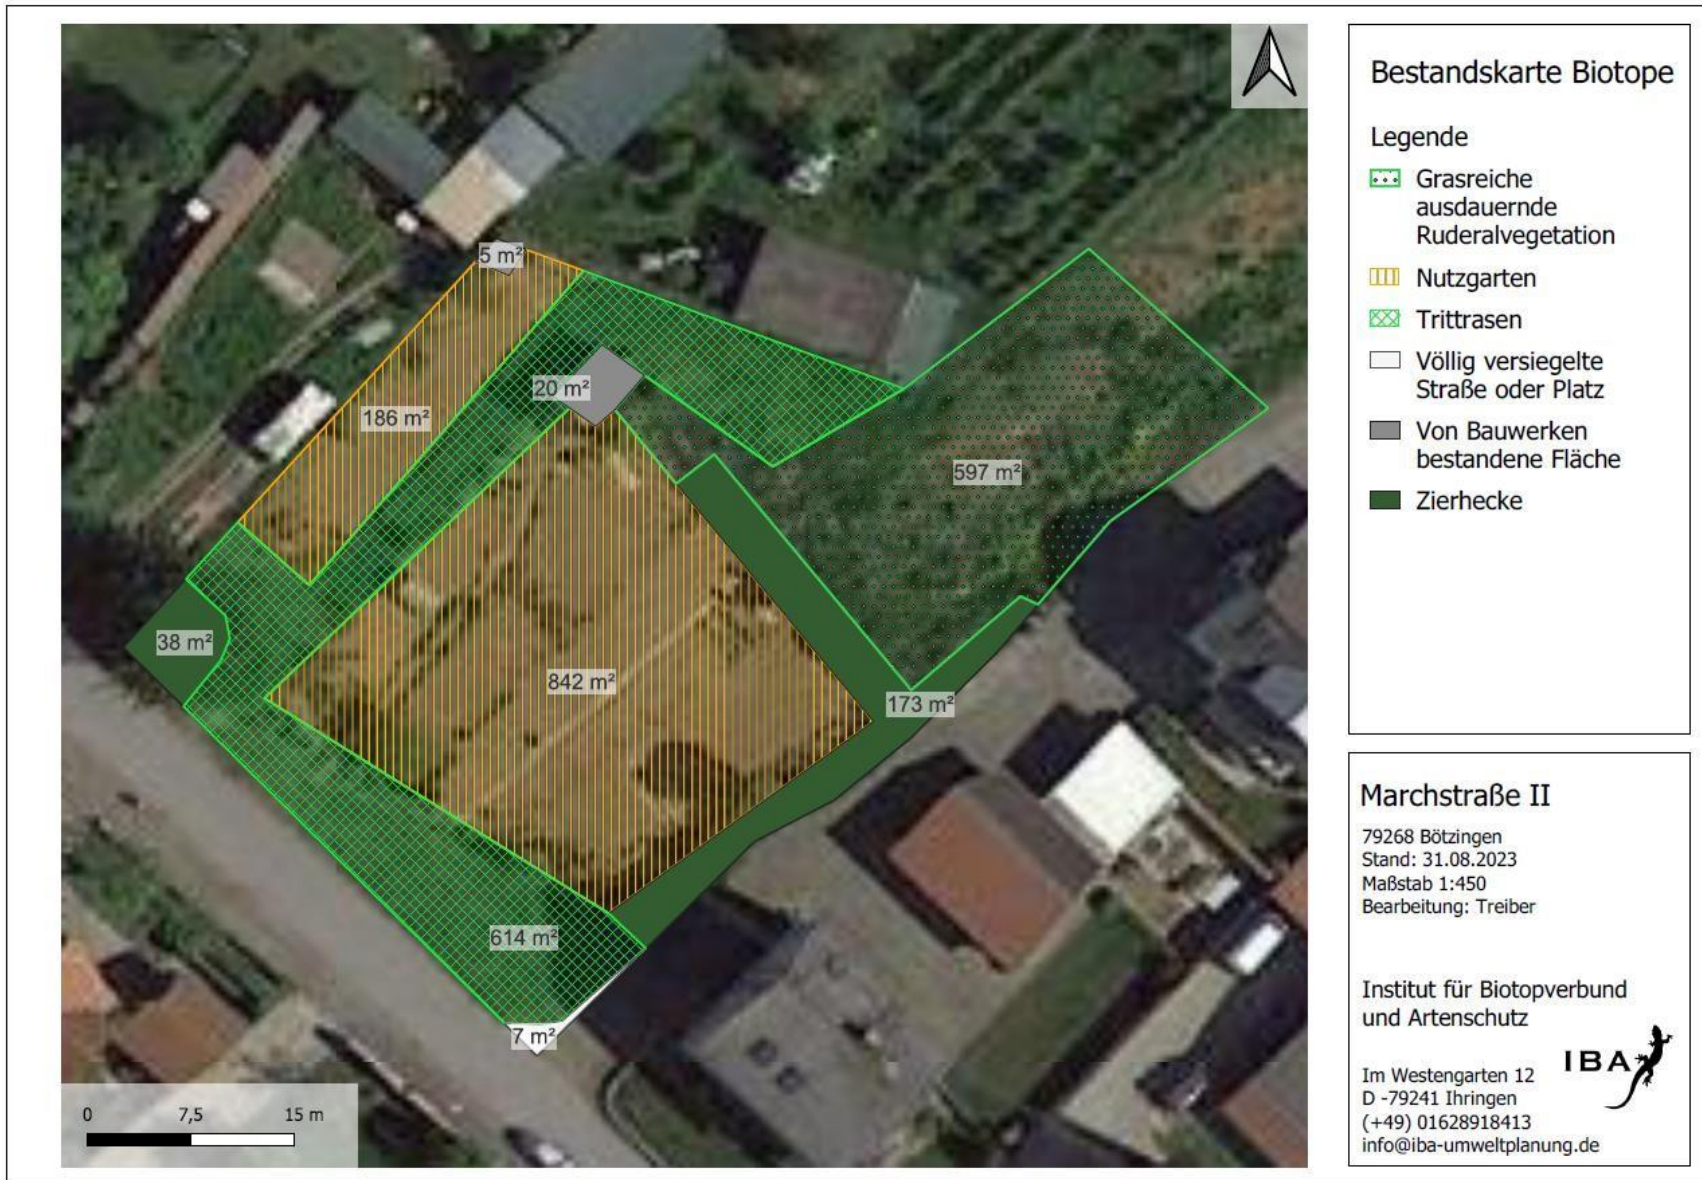 5 m²
20 m²
186 m²
597 m²
38 m²
842 m²
173 m²
614 m²
7 m²
0 7,5 15 m
Bestandskarte Biotope
Legende
Grasreiche
ausdauernde
Ruderalvegetation
Nutzgarten
Trittrasen
Völlig versiegelte
Straße oder Platz
Von Bauwerken
bestandene Fläche
Zierhecke
Marchstraße II
79268 Bötzingen
Stand: 31.08.2023
Maßstab 1:450
Bearbeitung: Treiber
Institut für Biotopverbund
und Artenschutz
IBA
Im Westengarten 12
D -79241 Ihringen
(+49) 01628918413
info@iba-umweltplanung.de